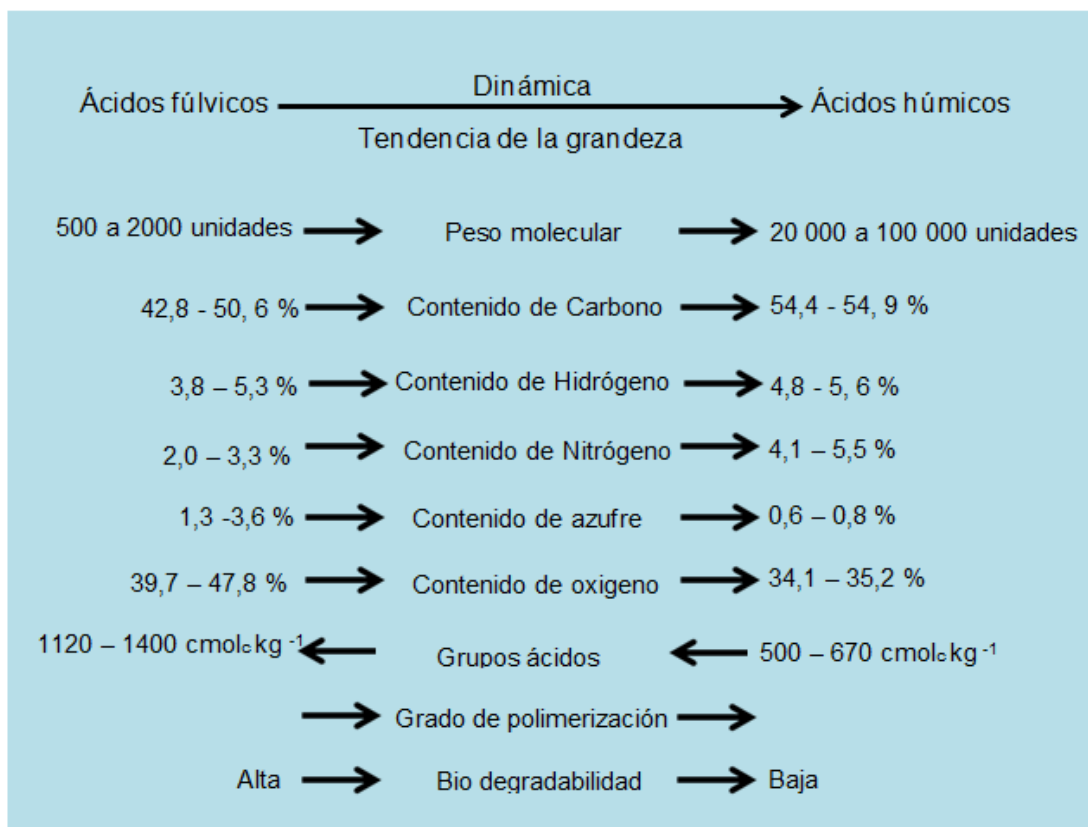 Dinámica
Ácidos fúlvicos Ácidos húmicos
Tendencia de la grandeza
500 a 2000 unidades Peso molecular 20 000 a 100 000 unidades
42,8 - 50, 6 % Contenido de Carbono 54,4 - 54, 9 %
3,8 – 5,3 % Contenido de Hidrógeno 4,8 - 5, 6 %
2,0 – 3,3 % Contenido de Nitrógeno 4,1 – 5,5 %
1,3 -3,6 % Contenido de azufre 0,6 – 0,8 %
39,7 – 47,8 % Contenido de oxigeno 34,1 – 35,2 %
1120 – 1400 cmolc kg -1 Grupos ácidos 500 – 670 cmolc kg -1
Grado de polimerización
Alta Bio degradabilidad Baja